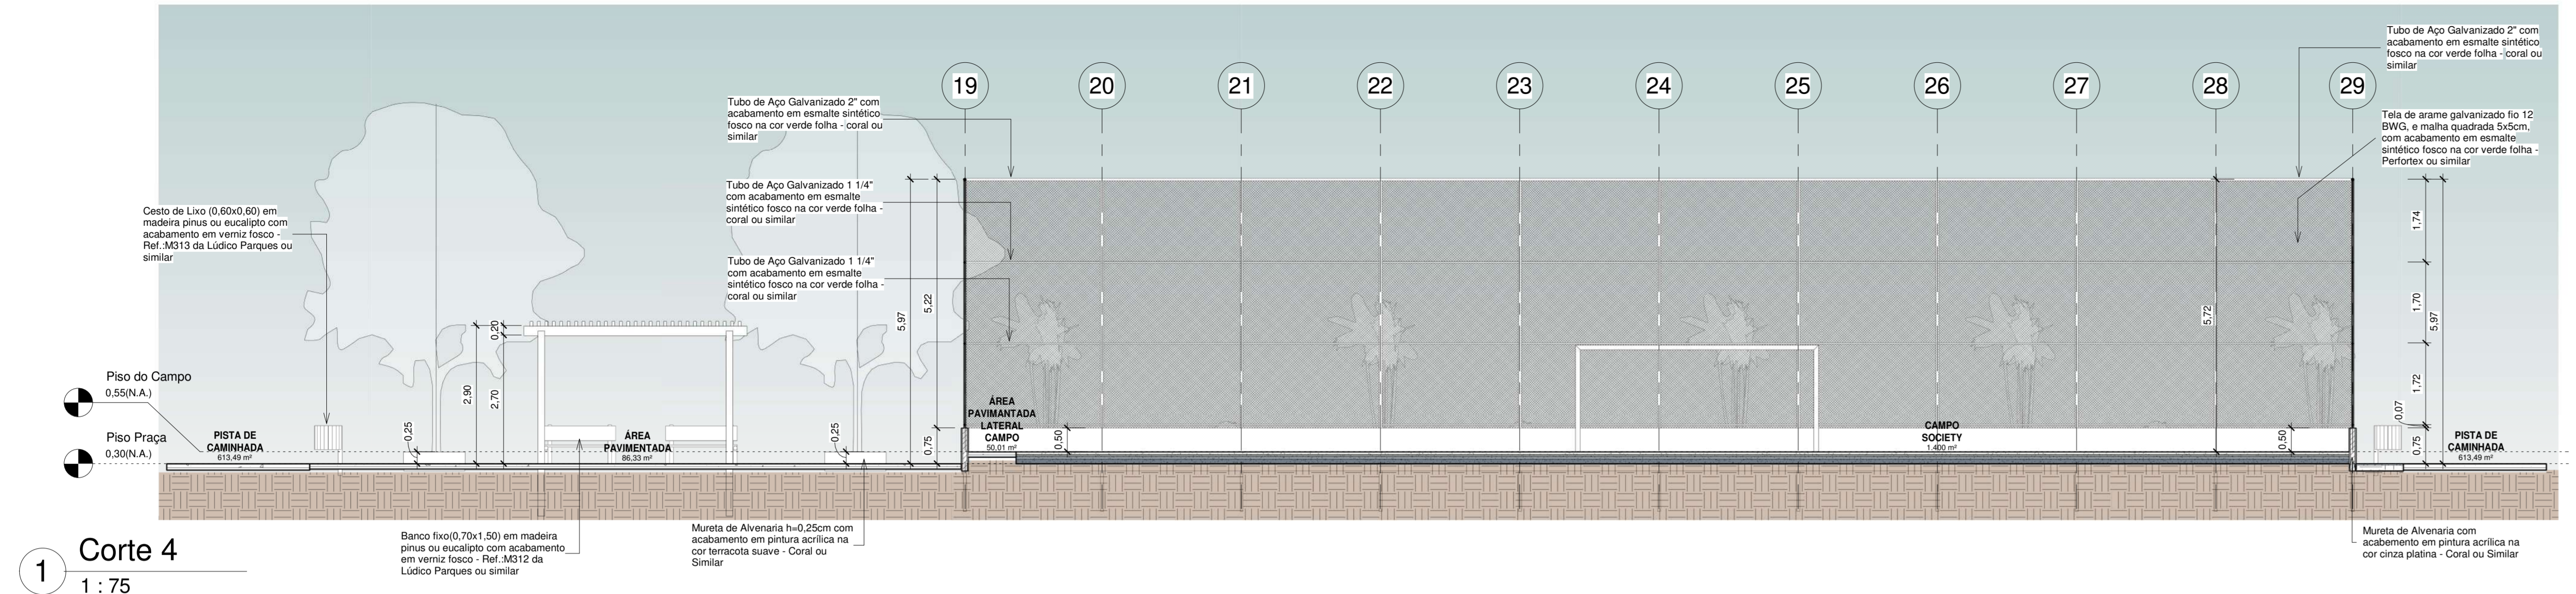 Tubo de Aço Galvanizado 2" com
acabamento em esmalte sintético
fosco na cor verde folha - coral ou
similar
19
20
21
22
23
24
25
26
27
28
29
Tubo de Aço Galvanizado 2" com
acabamento em esmalte sintético
fosco na cor verde folha - coral ou
similar
Tela de arame galvanizado fio 12
BWG, e malha quadrada 5x5cm,
com acabamento em esmalte
sintético fosco na cor verde folha -
Perfortex ou similar
Tubo de Aço Galvanizado 1 1/4"
com acabamento em esmalte
sintético fosco na cor verde folha -
coral ou similar
Cesto de Lixo (0,60x0,60) em
madeira pinus ou eucalipto com
acabamento em verniz fosco -
Ref.:M313 da Lúdico Parques ou
similar
Tubo de Aço Galvanizado 1 1/4"
com acabamento em esmalte
sintético fosco na cor verde folha -
coral ou similar
0,20
2,90
2,70
5,97
5,22
0,75
5,72
1,74
1,70
5,97
1,72
0,07
0,75
Piso do Campo
0,55(N.A.)
Piso Praça
0,30(N.A.)
PISTA DE
CAMINHADA
613,49 m²
0,25
ÁREA
PAVIMENTADA
86,33 m²
0,25
ÁREA
PAVIMANTADA
LATERAL
CAMPO
50,01 m²
0,50
CAMPO
SOCIETY
1.400 m²
0,50
PISTA DE
CAMINHADA
613,49 m²
Banco fixo(0,70x1,50) em madeira
pinus ou eucalipto com acabamento
em verniz fosco - Ref.:M312 da
Lúdico Parques ou similar
Mureta de Alvenaria h=0,25cm com
acabamento em pintura acrílica na
cor terracota suave - Coral ou
Similar
Mureta de Alvenaria com
acabemento em pintura acrílica na
cor cinza platina - Coral ou Similar
1
Corte 4
1 : 75